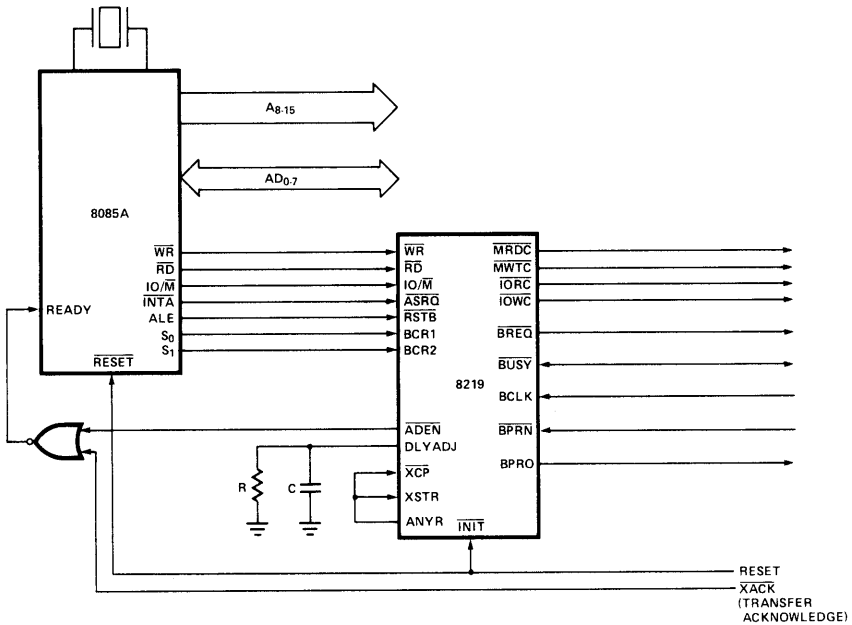 A8-15
AD0-7
8085A
WR
RD
IO/M
INTA
ALE
S0
S1
READY
RESET
WR
RD
IO/M
ASRQ
RSTB
BCR1
BCR2
8219
MRDC
MWTC
IORC
IOWC
BREQ
BUSY
BCLK
BPRN
BPRO
ADEN
DLYADJ
XCP
XSTR
ANYR
INIT
R
C
RESET
XACK
(TRANSFER
ACKNOWLEDGE)